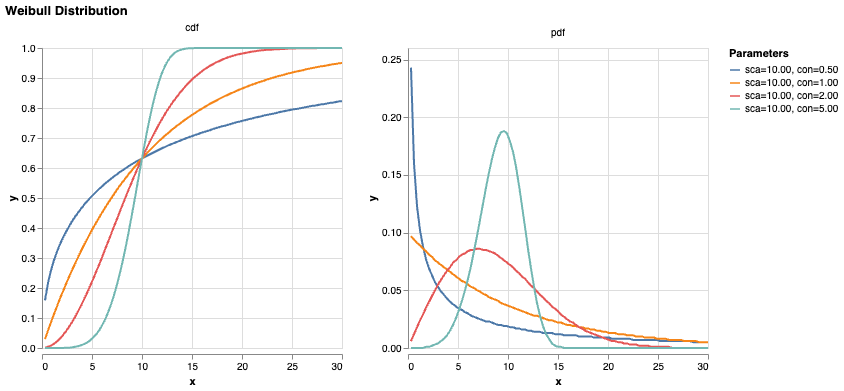 Weibull Distribution
cdf
1.0
0.9
0.8
0.7
0.6
0.5
0.4
0.3
0.2
0.1
0.0
y
0 5 10 15 20 25 30
x
pdf
0.25
0.20
0.15
0.10
0.05
0.00
y
0 5 10 15 20 25 30
x
Parameters
sca=10.00, con=0.50
sca=10.00, con=1.00
sca=10.00, con=2.00
sca=10.00, con=5.00